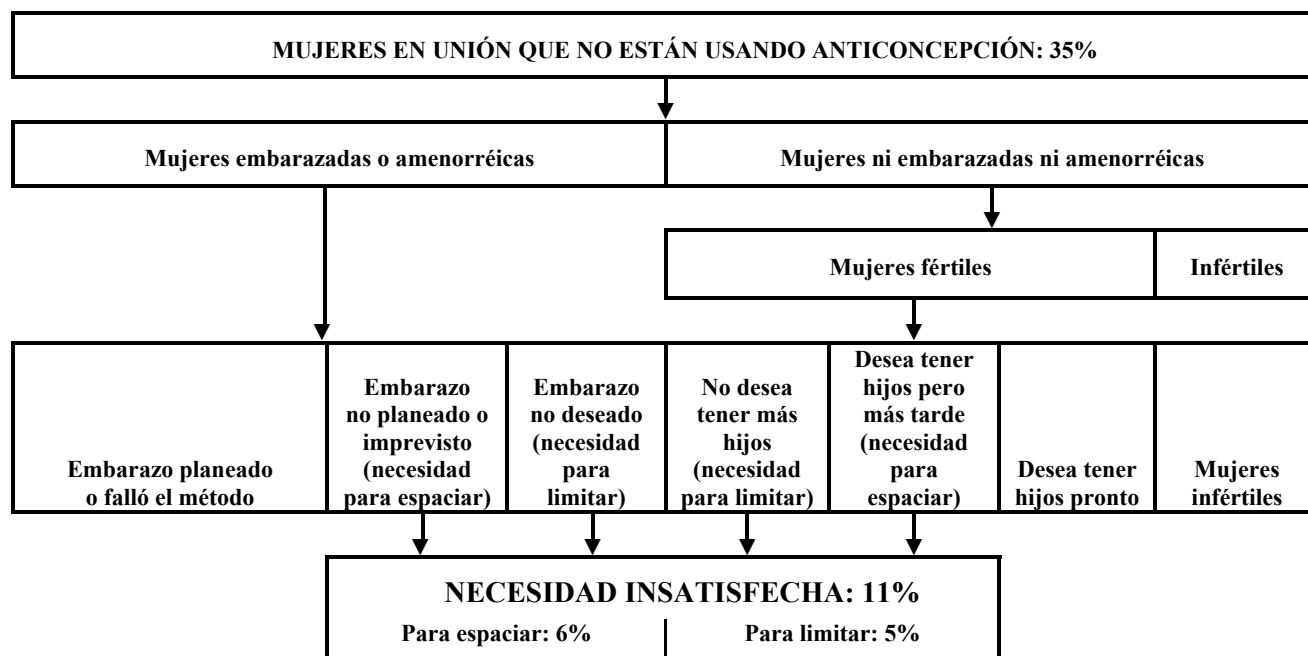 MUJERES EN UNIÓN QUE NO ESTÁN USANDO ANTICONCEPCIÓN: 35%
Mujeres embarazadas o amenorréicas
Mujeres ni embarazadas ni amenorréicas
Mujeres fértiles
Infértiles
Embarazo planeado
o falló el método
Embarazo
no planeado o
imprevisto
(necesidad
para espaciar)
Embarazo
no deseado
(necesidad
para
limitar)
No desea
tener más
hijos
(necesidad
para limitar)
Desea tener
hijos pero
más tarde
(necesidad
para
espaciar)
Desea tener
hijos pronto
Mujeres
infértiles
NECESIDAD INSATISFECHA: 11%
Para espaciar: 6%
Para limitar: 5%